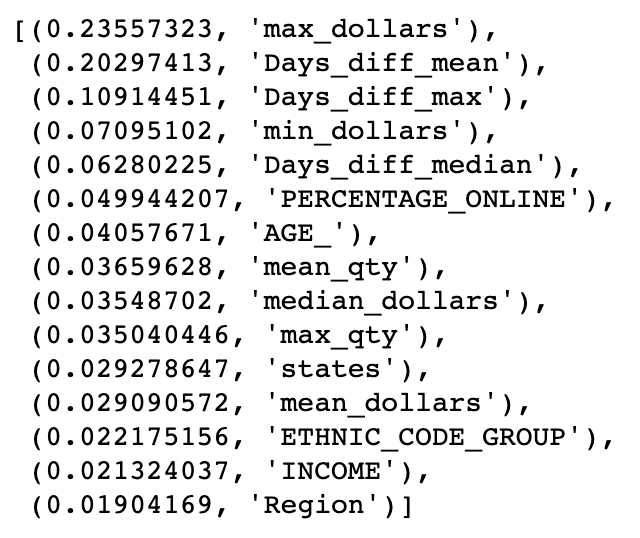 [(0.23557323, 'max_dollars'),
(0.20297413, 'Days_diff_mean'),
(0.10914451, 'Days_diff_max'),
(0.07095102, 'min_dollars'),
(0.06280225, 'Days_diff_median'),
(0.049944207, 'PERCENTAGE_ONLINE'),
(0.04057671, 'AGE_'),
(0.03659628, 'mean_qty'),
(0.03548702, 'median_dollars'),
(0.035040446, 'max_qty'),
(0.029278647, 'states'),
(0.029090572, 'mean_dollars'),
(0.022175156, 'ETHNIC_CODE_GROUP'),
(0.021324037, 'INCOME'),
(0.01904169, 'Region')]